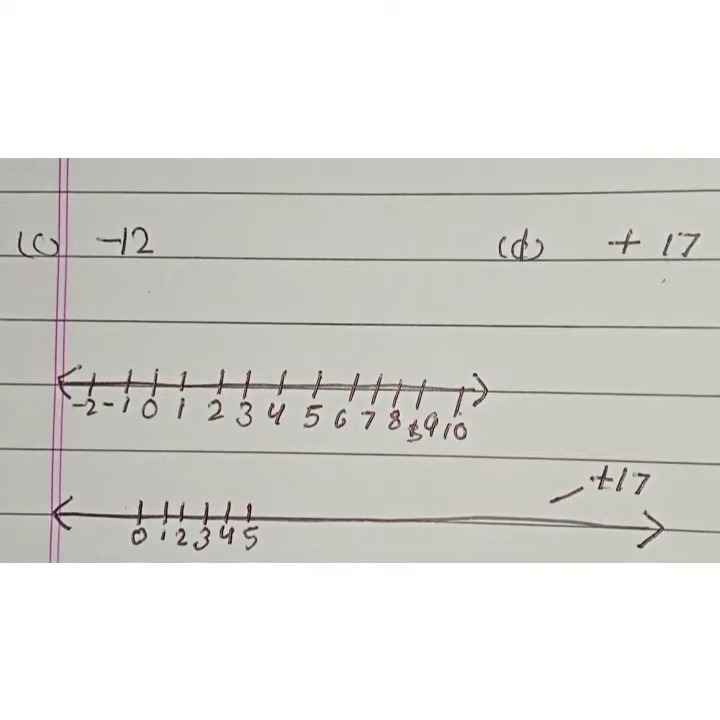 (c) -12 (d) + 17
-2 -1 0 1 2 3 4 5 6 7 8 9 10
+17
0 1 2 3 4 5